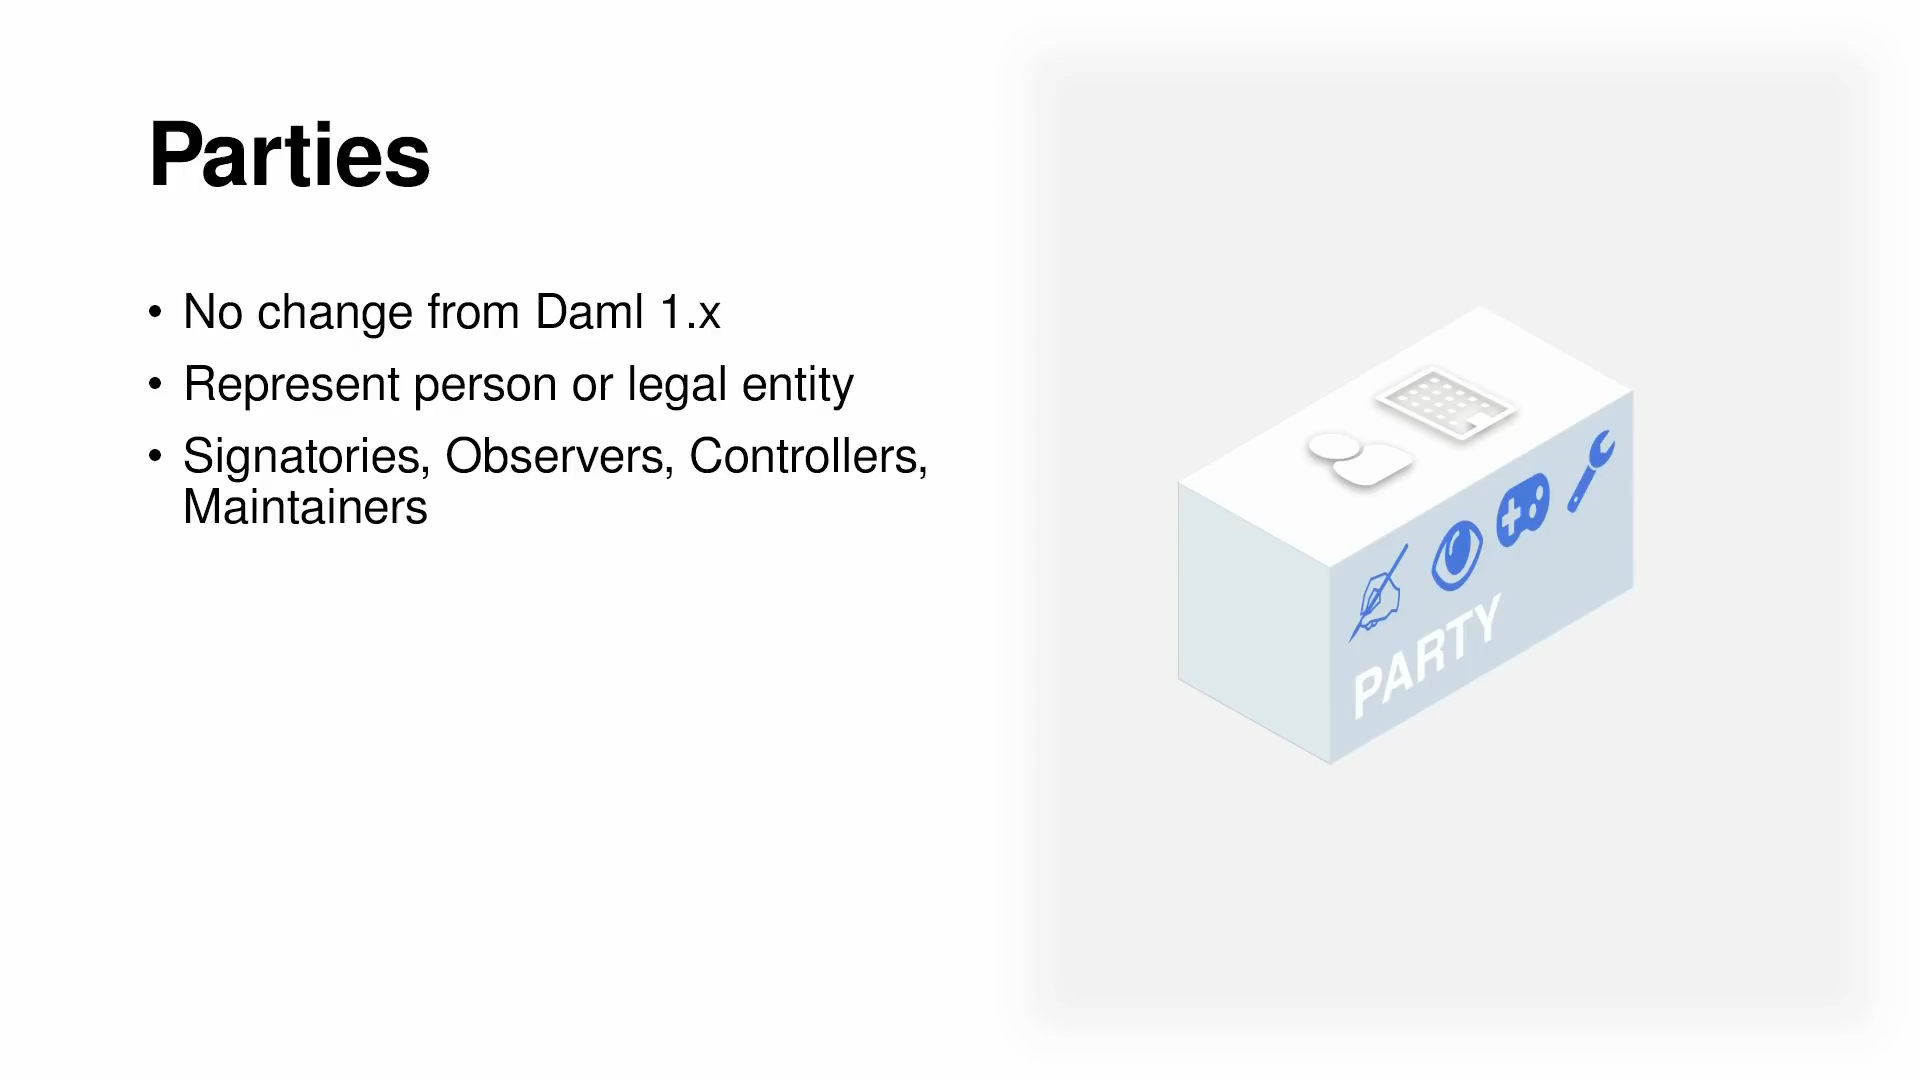 Parties
• No change from Daml 1.x
• Represent person or legal entity
• Signatories, Observers, Controllers,
Maintainers
PARTY